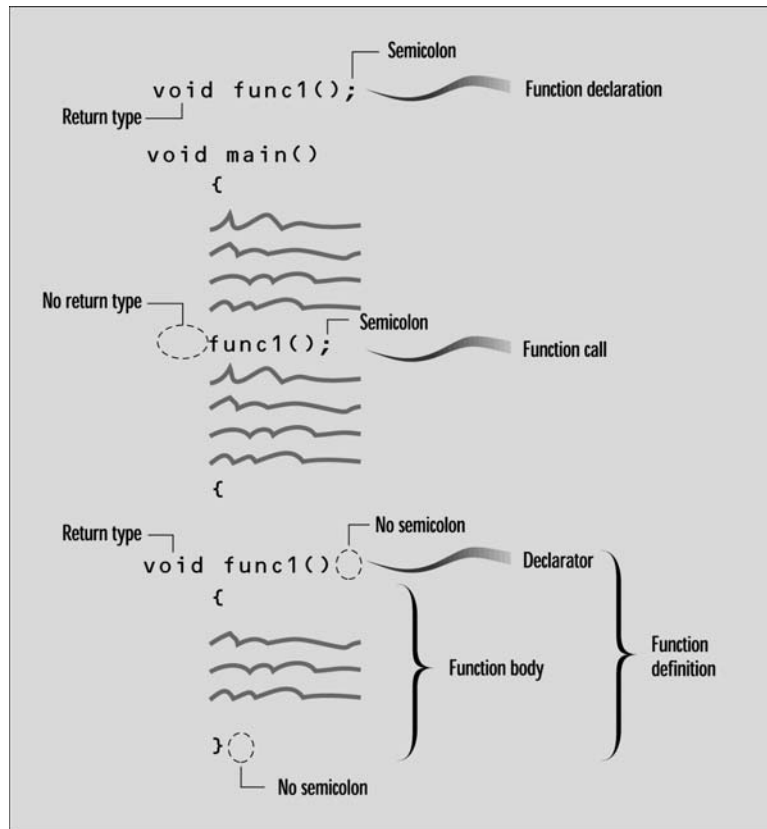 Semicolon
void func1(); Function declaration
Return type
void main()
{
No return type
Semicolon
func1(); Function call
{
No semicolon
Return type
void func1() Declarator
{
Function body
Function
definition
}
No semicolon